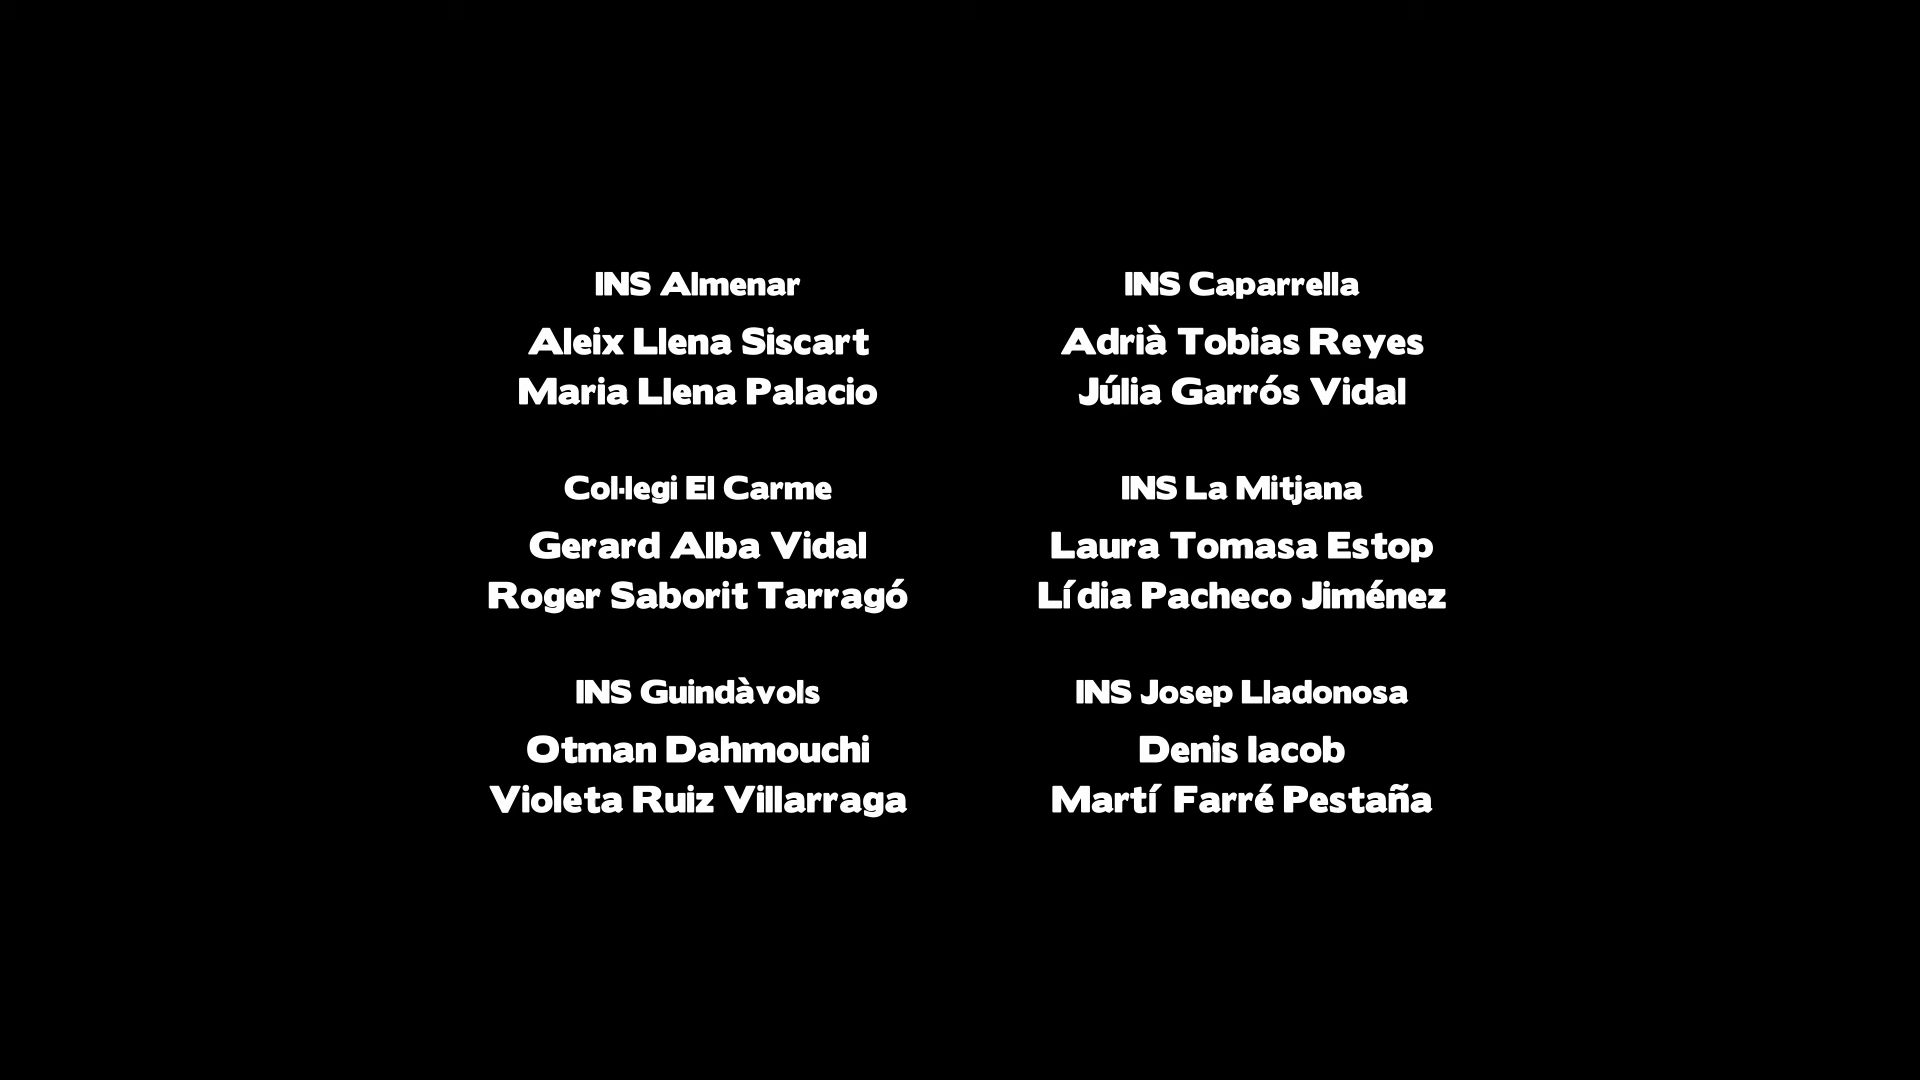 INS Almenar
Aleix Llena Siscart
Maria Llena Palacio
Col·legi El Carme
Gerard Alba Vidal
Roger Saborit Tarragó
INS Guindàvols
Otman Dahmouchi
Violeta Ruiz Villarraga
INS Caparrella
Adrià Tobias Reyes
Júlia Garrós Vidal
INS La Mitjana
Laura Tomasa Estop
Lídia Pacheco Jiménez
INS Josep Lladonosa
Denis Iacob
Martí Farré Pestaña